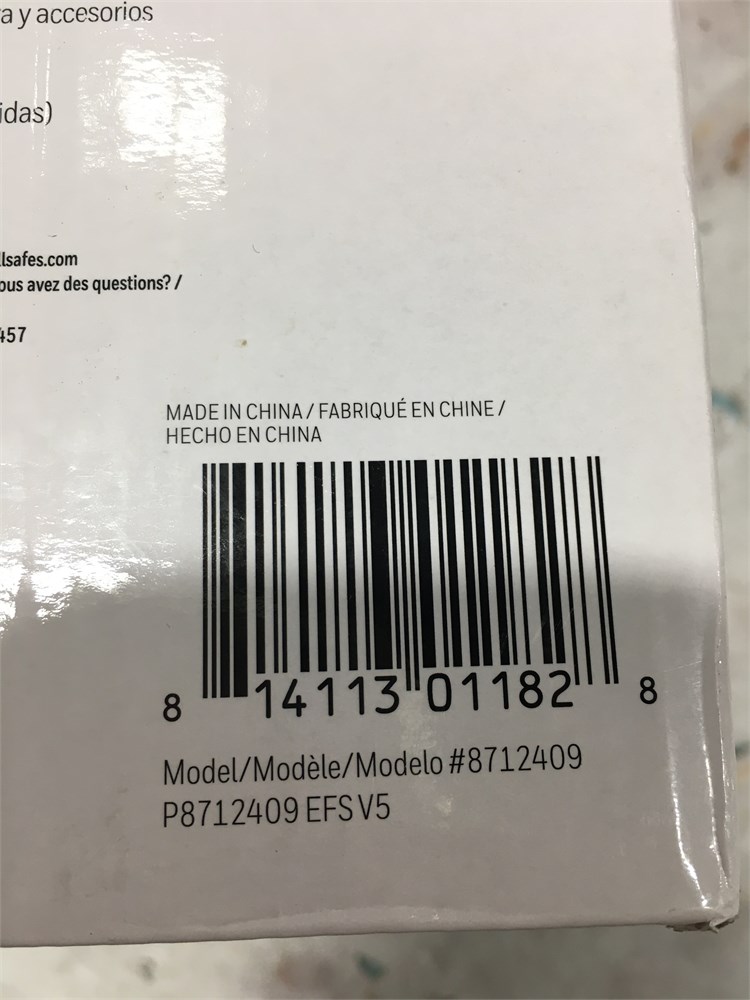 a y accesorios
idas)
lsafes.com
ous avez des questions? /
457
MADE IN CHINA / FABRIQUÉ EN CHINE /
HECHO EN CHINA
8 14113 01182 8
Model/Modèle/Modelo #8712409
P8712409 EFS V5